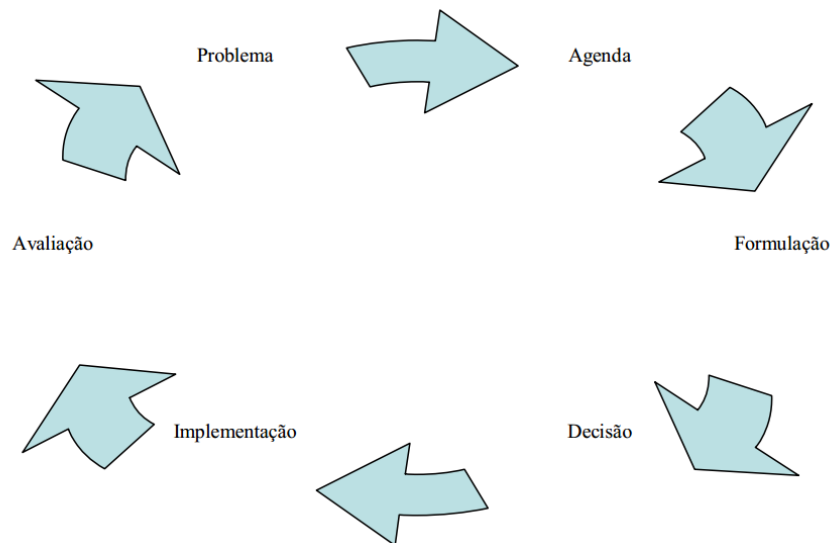 Problema
Agenda
Formulação
Decisão
Implementação
Avaliação